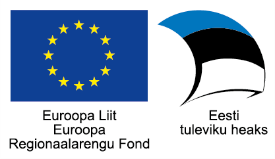 Euroopa Liit
Euroopa
Regionaalarengu Fond
Eesti
tuleviku heaks